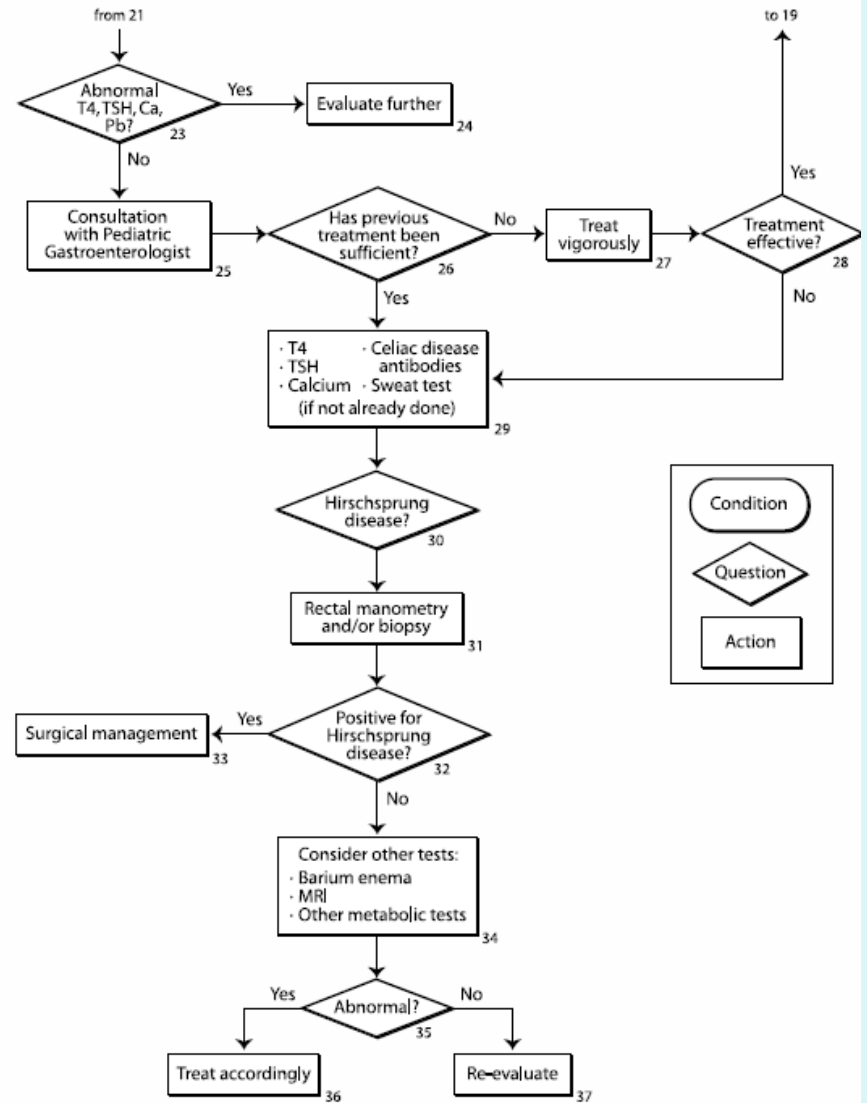 from 21
to 19
Abnormal
T4, TSH, Ca,
Pb?
23
Yes
Evaluate further
24
No
Consultation
with Pediatric
Gastroenterologist
25
Has previous
treatment been
sufficient?
26
No
Treat
vigorously
27
Treatment
effective?
28
Yes
No
Yes
· T4 · Celiac disease
· TSH antibodies
· Calcium · Sweat test
(if not already done)
29
Hirschsprung
disease?
30
Rectal manometry
and/or biopsy
31
Positive for
Hirschsprung
disease?
32
Yes
Surgical management
33
No
Consider other tests:
· Barium enema
· MRI
· Other metabolic tests
34
Abnormal?
35
Yes
No
Treat accordingly
36
Re-evaluate
37
Condition
Question
Action